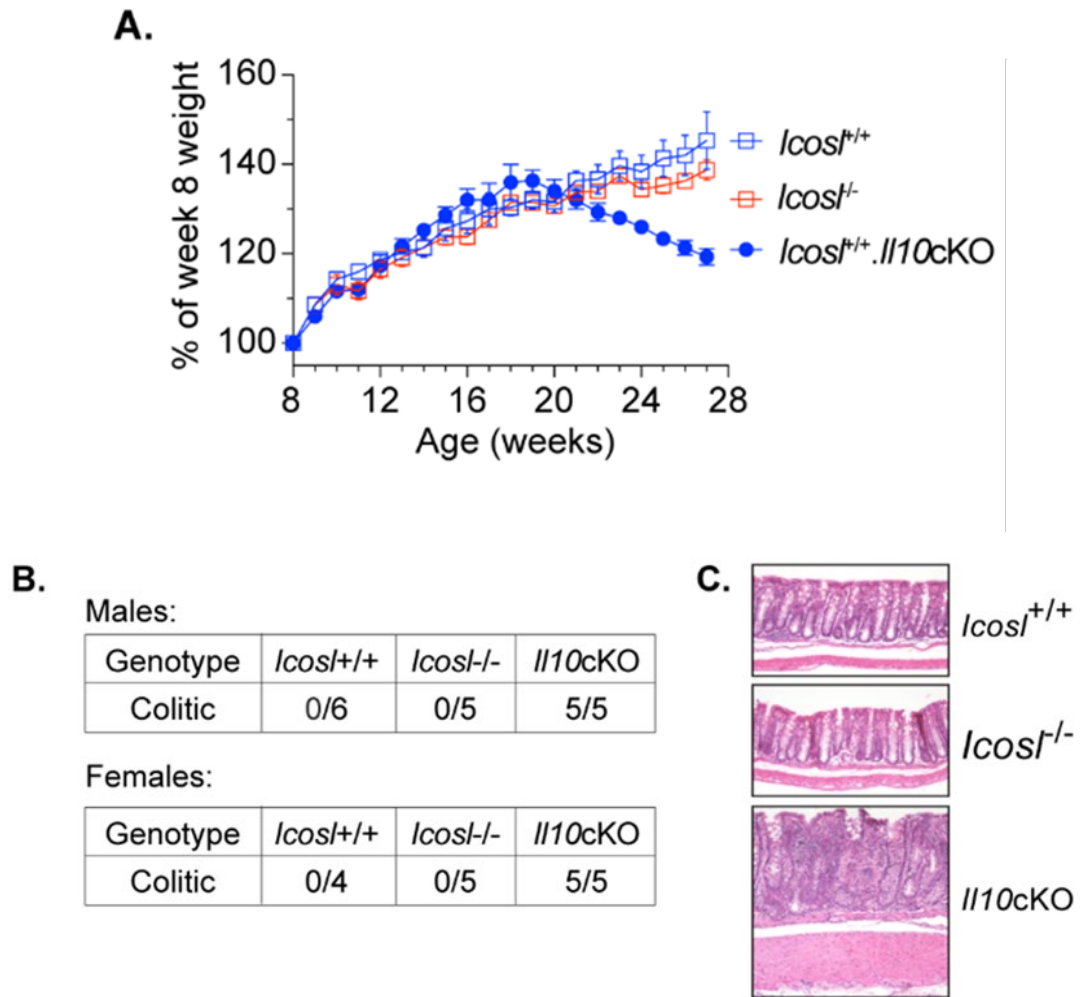 A.
% of week 8 weight
160
140
120
100
8 12 16 20 24 28
Age (weeks)
Icosl+/+
Icosl-/-
Icosl+/+.Il10cKO
B.
Males:
Genotype Icosl+/+ Icosl-/- Il10cKO
Colitic 0/6 0/5 5/5
Females:
Genotype Icosl+/+ Icosl-/- Il10cKO
Colitic 0/4 0/5 5/5
C.
Icosl+/+
Icosl-/-
Il10cKO